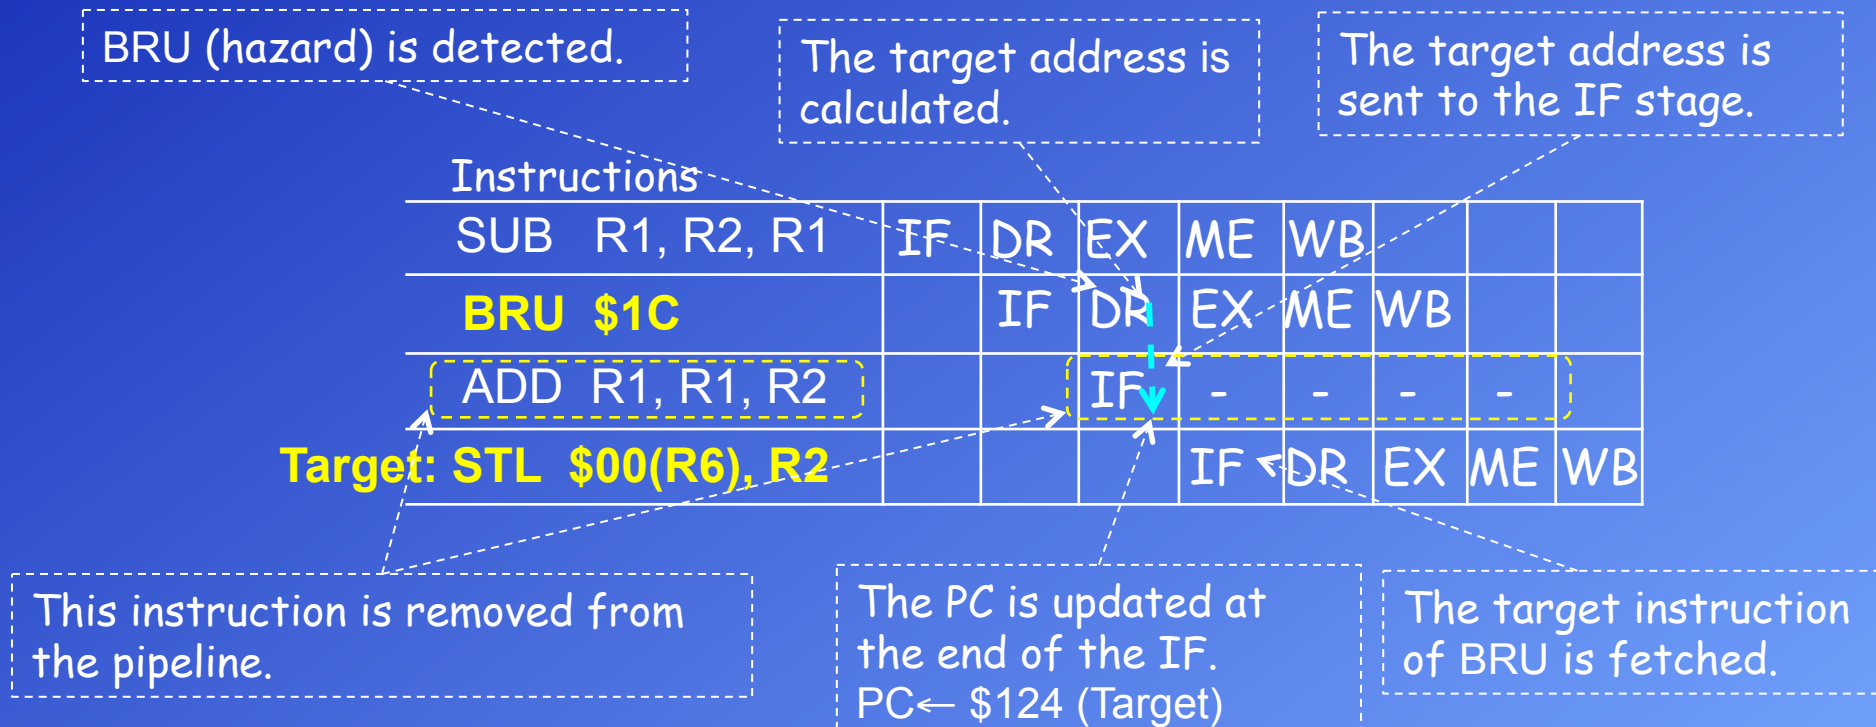 BRU (hazard) is detected.
The target address is
calculated.
The target address is
sent to the IF stage.
Instructions
SUB R1, R2, R1 IF DR EX ME WB
BRU $1C IF DR EX ME WB
ADD R1, R1, R2 IF - - - -
Target: STL $00(R6), R2 IF DR EX ME WB
This instruction is removed from
the pipeline.
The PC is updated at
the end of the IF.
PC← $124 (Target)
The target instruction
of BRU is fetched.